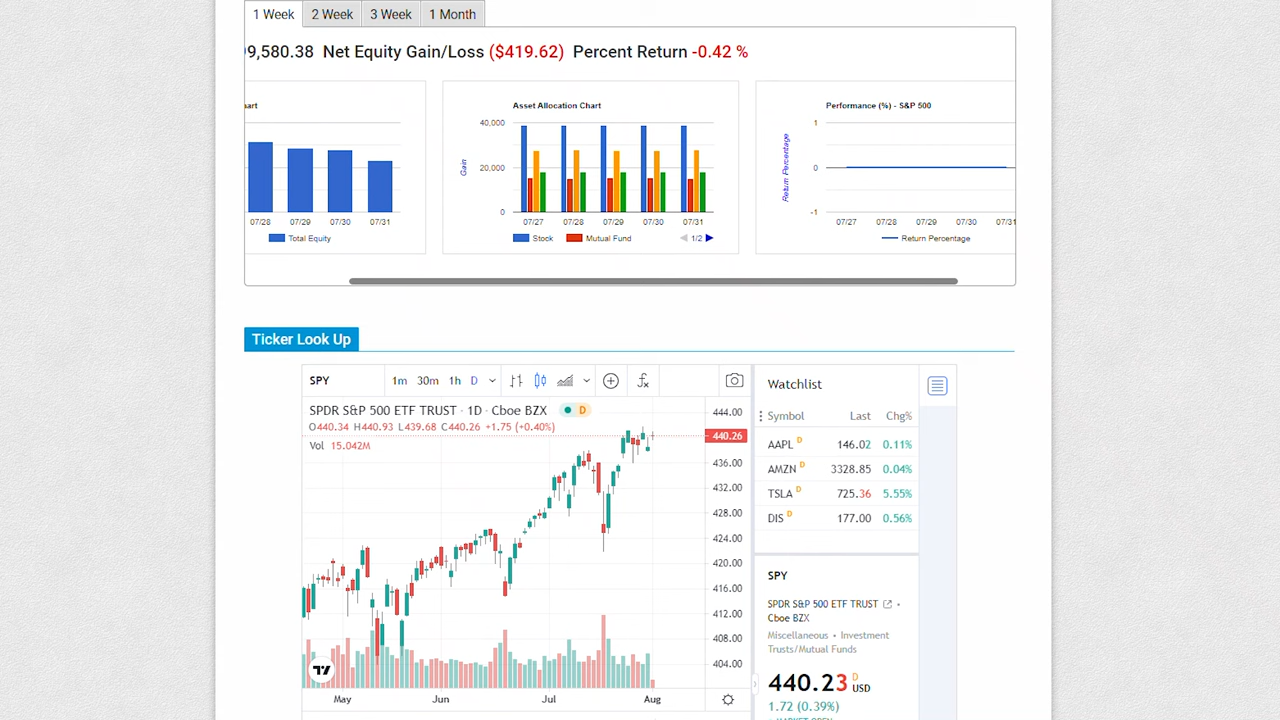 1 Week 2 Week 3 Week 1 Month
9,580.38 Net Equity Gain/Loss ($419.62) Percent Return -0.42 %
art
07/28 07/29 07/30 07/31
Total Equity
Asset Allocation Chart
40,000
20,000
0
Gain
07/27 07/28 07/29 07/30 07/31
Stock Mutual Fund 1/2
Performance (%) - S&P 500
1
0
-1
Return Percentage
07/27 07/28 07/29 07/30 07/31
Return Percentage
Ticker Look Up
SPY 1m 30m 1h D
SPDR S&P 500 ETF TRUST · 1D · Cboe BZX D
O440.34 H440.93 L439.68 C440.26 +1.75 (+0.40%)
Vol 15.042M
444.00
440.26
436.00
432.00
428.00
424.00
420.00
416.00
412.00
408.00
404.00
May Jun Jul Aug
Watchlist
Symbol Last Chg%
AAPL D 146.02 0.11%
AMZN D 3328.85 0.04%
TSLA D 725.36 5.55%
DIS D 177.00 0.56%
SPY
SPDR S&P 500 ETF TRUST •
Cboe BZX
Miscellaneous • Investment
Trusts/Mutual Funds
440.23 D USD
1.72 (0.39%)
MARKET OPEN